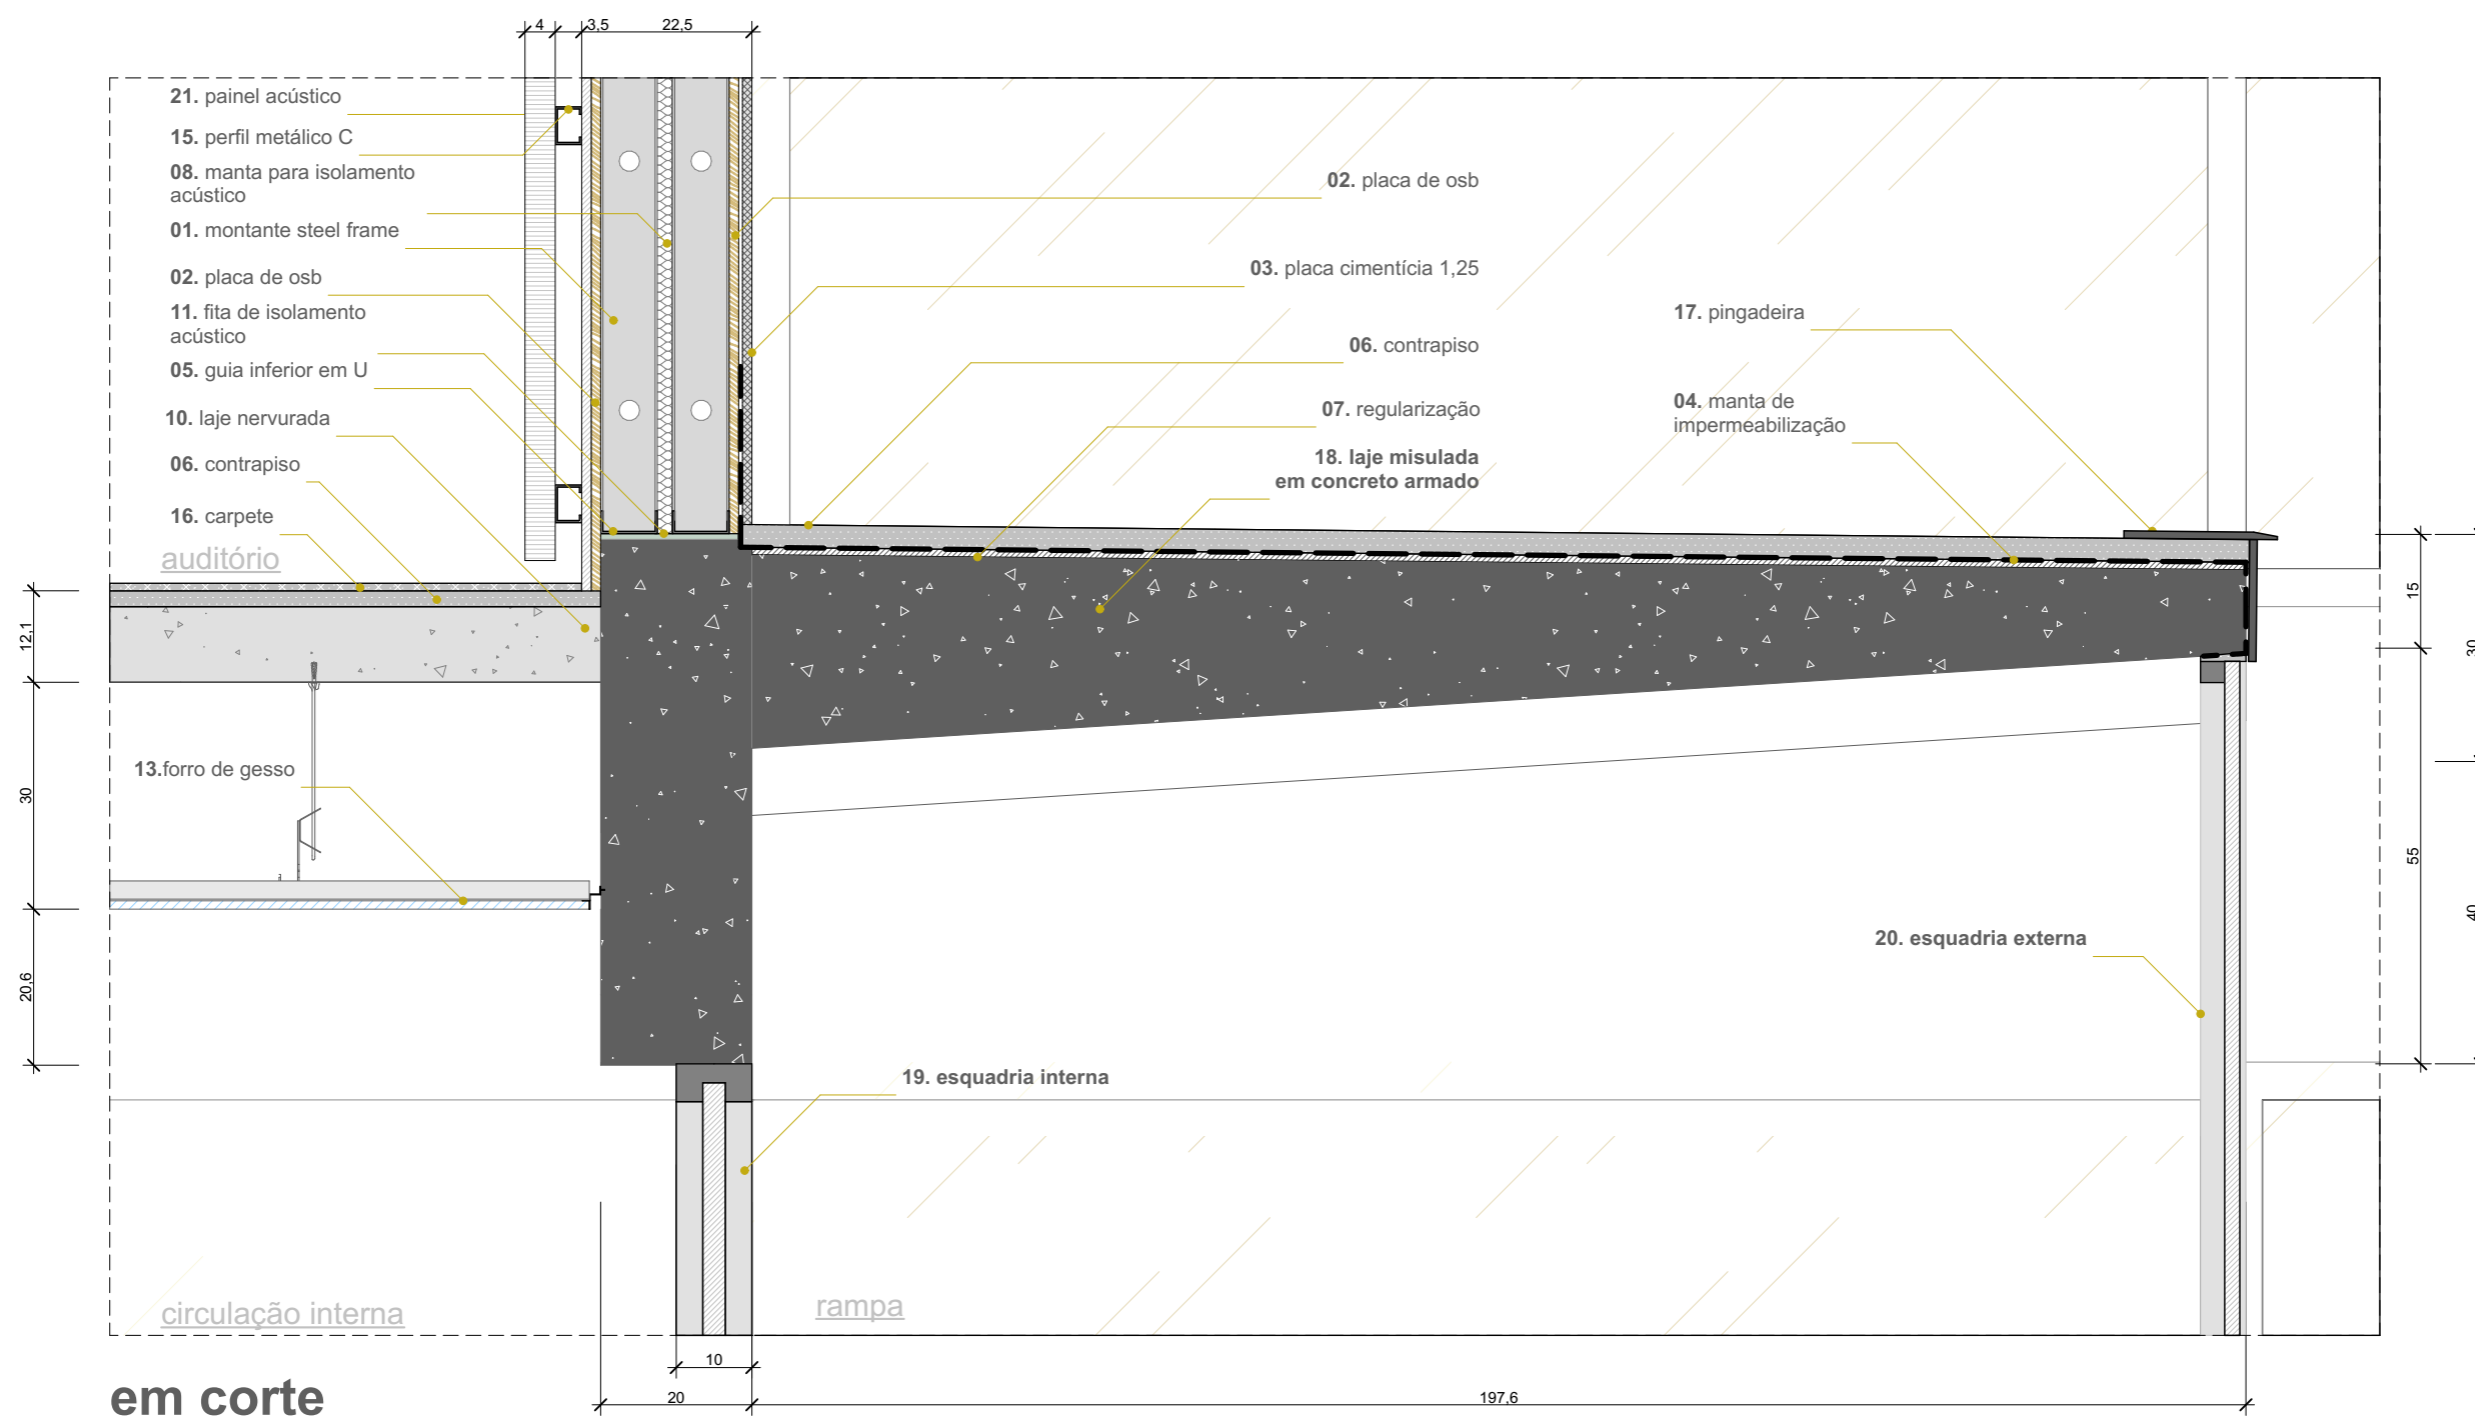 4
3,5
22,5
21. painel acústico
15. perfil metálico C
08. manta para isolamento
acústico
01. montante steel frame
02. placa de osb
11. fita de isolamento
acústico
05. guia inferior em U
10. laje nervurada
06. contrapiso
16. carpete
auditório
02. placa de osb
03. placa cimentícia 1,25
06. contrapiso
07. regularização
18. laje misulada
em concreto armado
17. pingadeira
04. manta de
impermeabilização
12,1
30
20,6
13.forro de gesso
15
30
55
40
20. esquadria externa
19. esquadria interna
circulação interna
rampa
10
20
197,6
em corte